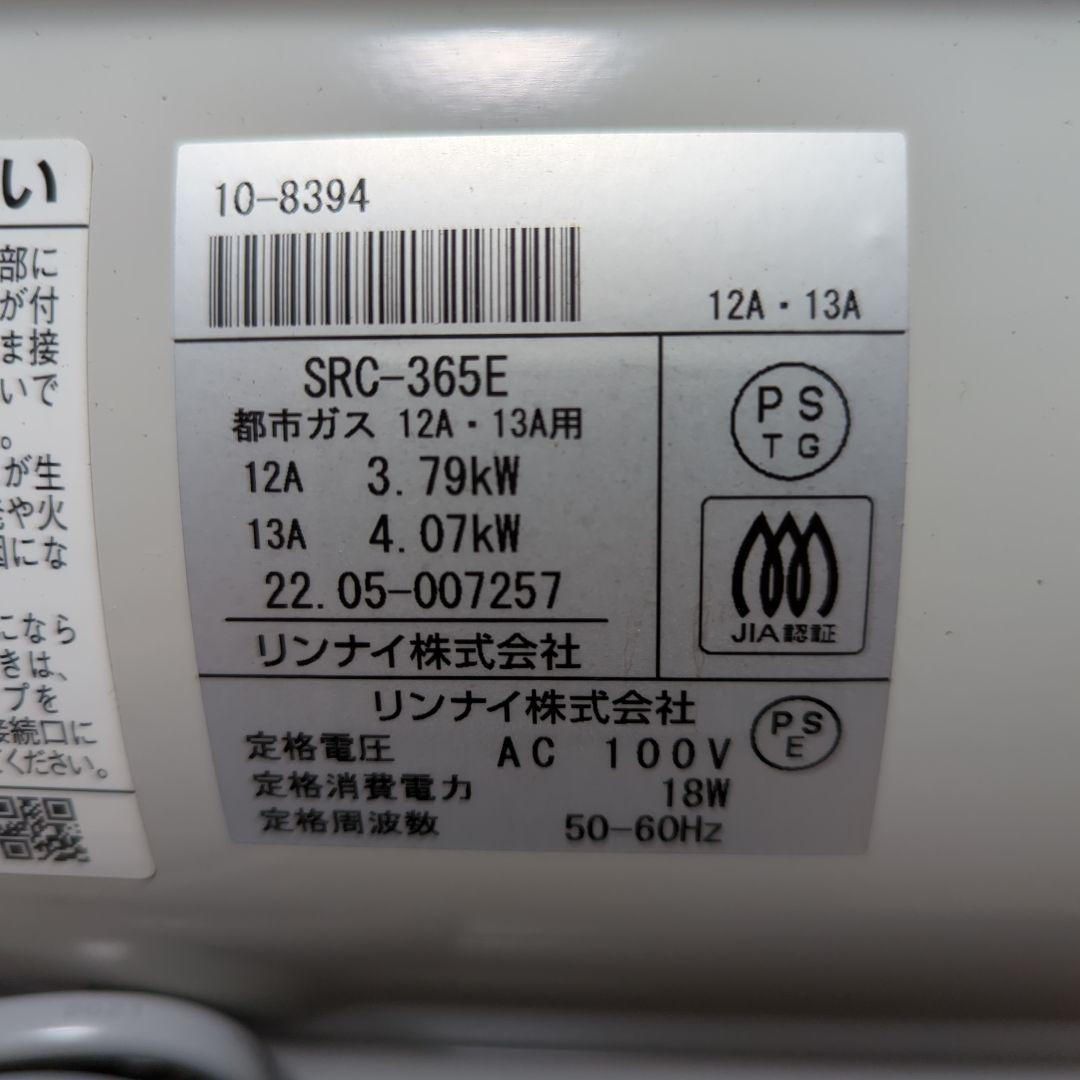 い
部に
が付
ま接
いで
。
が生
や火
因にな
になら
きは、
プを
接続口に
ください。
10-8394
12A・13A
SRC-365E
都市ガス 12A・13A用
12A 3.79kW
13A 4.07kW
22.05-007257
リンナイ株式会社
PS
TG
JIA認証
リンナイ株式会社
PS
E
定格電圧 AC 100V
定格消費電力 18W
定格周波数 50-60Hz